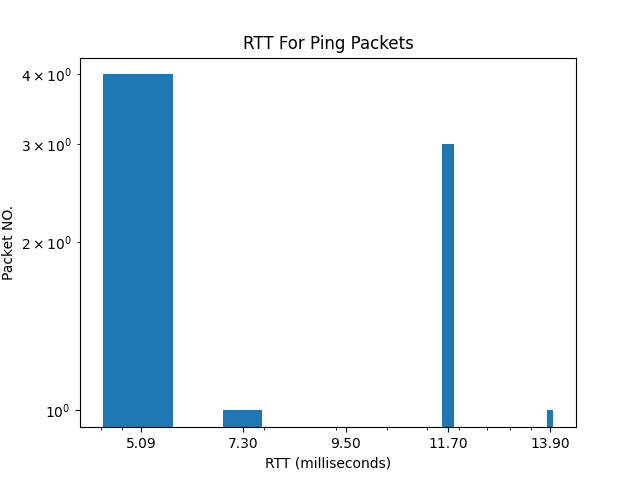 RTT For Ping Packets
Packet NO.
4 × 10⁰
3 × 10⁰
2 × 10⁰
10⁰
5.09 7.30 9.50 11.70 13.90
RTT (milliseconds)